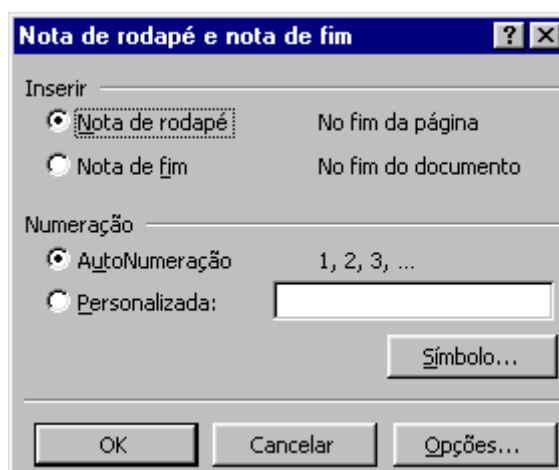 Nota de rodapé e nota de fim
Inserir
Nota de rodapé No fim da página
Nota de fim No fim do documento
Numeração
AutoNumeração 1, 2, 3, ...
Personalizada:
Símbolo...
OK Cancelar Opções...